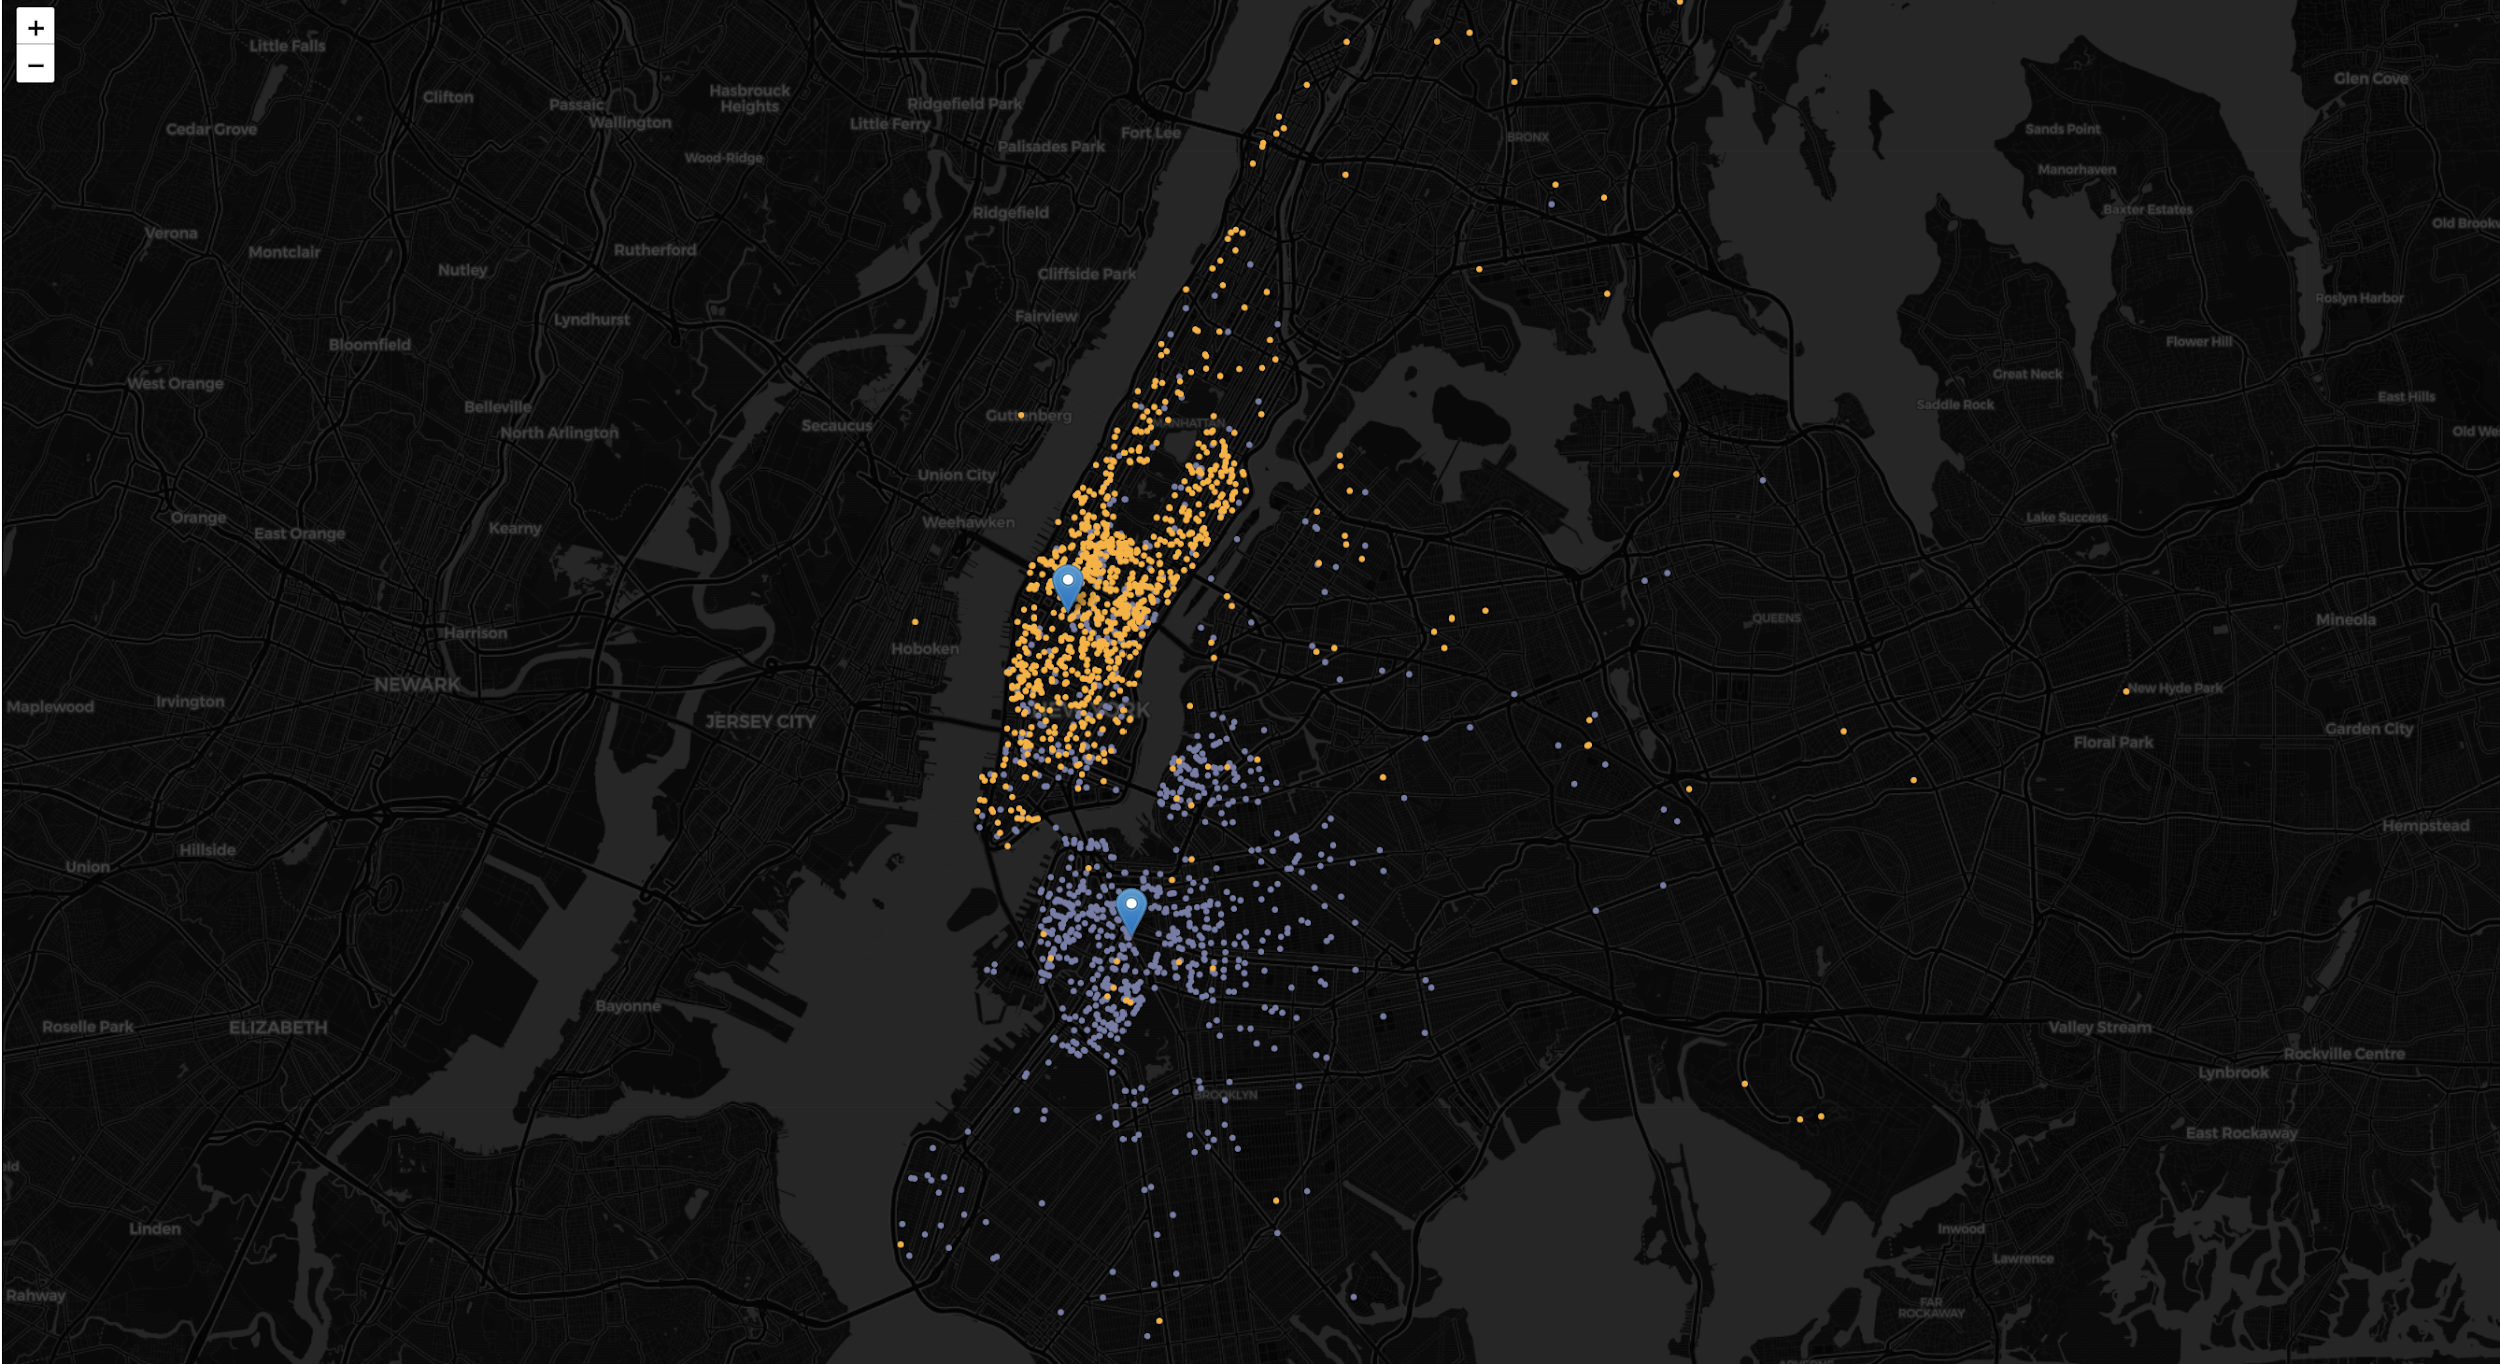 +
Little Falls
Glen Cove
−
Hasbrouck
Heights
Clifton
Passaic
Ridgefield Park
Wallington
Little Ferry
Cedar Grove
Fort Lee
Sands Point
BRONX
Palisades Park
Wood-Ridge
Manorhaven
Ridgefield
Baxter Estates
Verona
Old Brookv
Montclair
Rutherford
Nutley
Cliffside Park
Roslyn Harbor
Lyndhurst
Fairview
Bloomfield
Flower Hill
West Orange
Great Neck
East Hills
Belleville
Saddle Rock
Guttenberg
MANHATTAN
Secaucus
North Arlington
Old We
Union City
Orange
Lake Success
Weehawken
Kearny
East Orange
QUEENS
Mineola
Harrison
Hoboken
NEWARK
New Hyde Park
Irvington
Maplewood
JERSEY CITY
Garden City
Floral Park
Hempstead
Hillside
Union
Bayonne
Roselle Park
ELIZABETH
Valley Stream
Rockville Centre
Lynbrook
BROOKLYN
East Rockaway
eld
Linden
Inwood
Lawrence
Rahway
FAR
ROCKAWAY